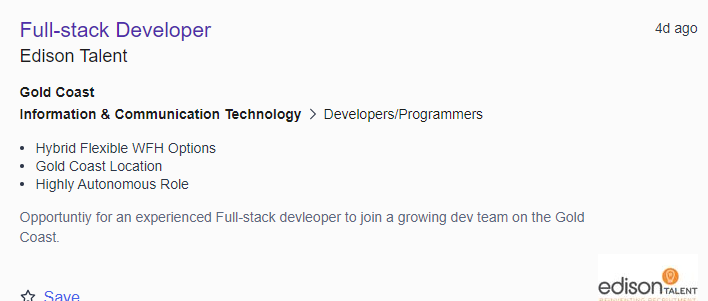 Full-stack Developer
4d ago
Edison Talent
Gold Coast
Information & Communication Technology > Developers/Programmers
• Hybrid Flexible WFH Options
• Gold Coast Location
• Highly Autonomous Role
Opportuntiy for an experienced Full-stack devleoper to join a growing dev team on the Gold
Coast.
Save
edison TALENT
REINVENTING RECRUITMENT